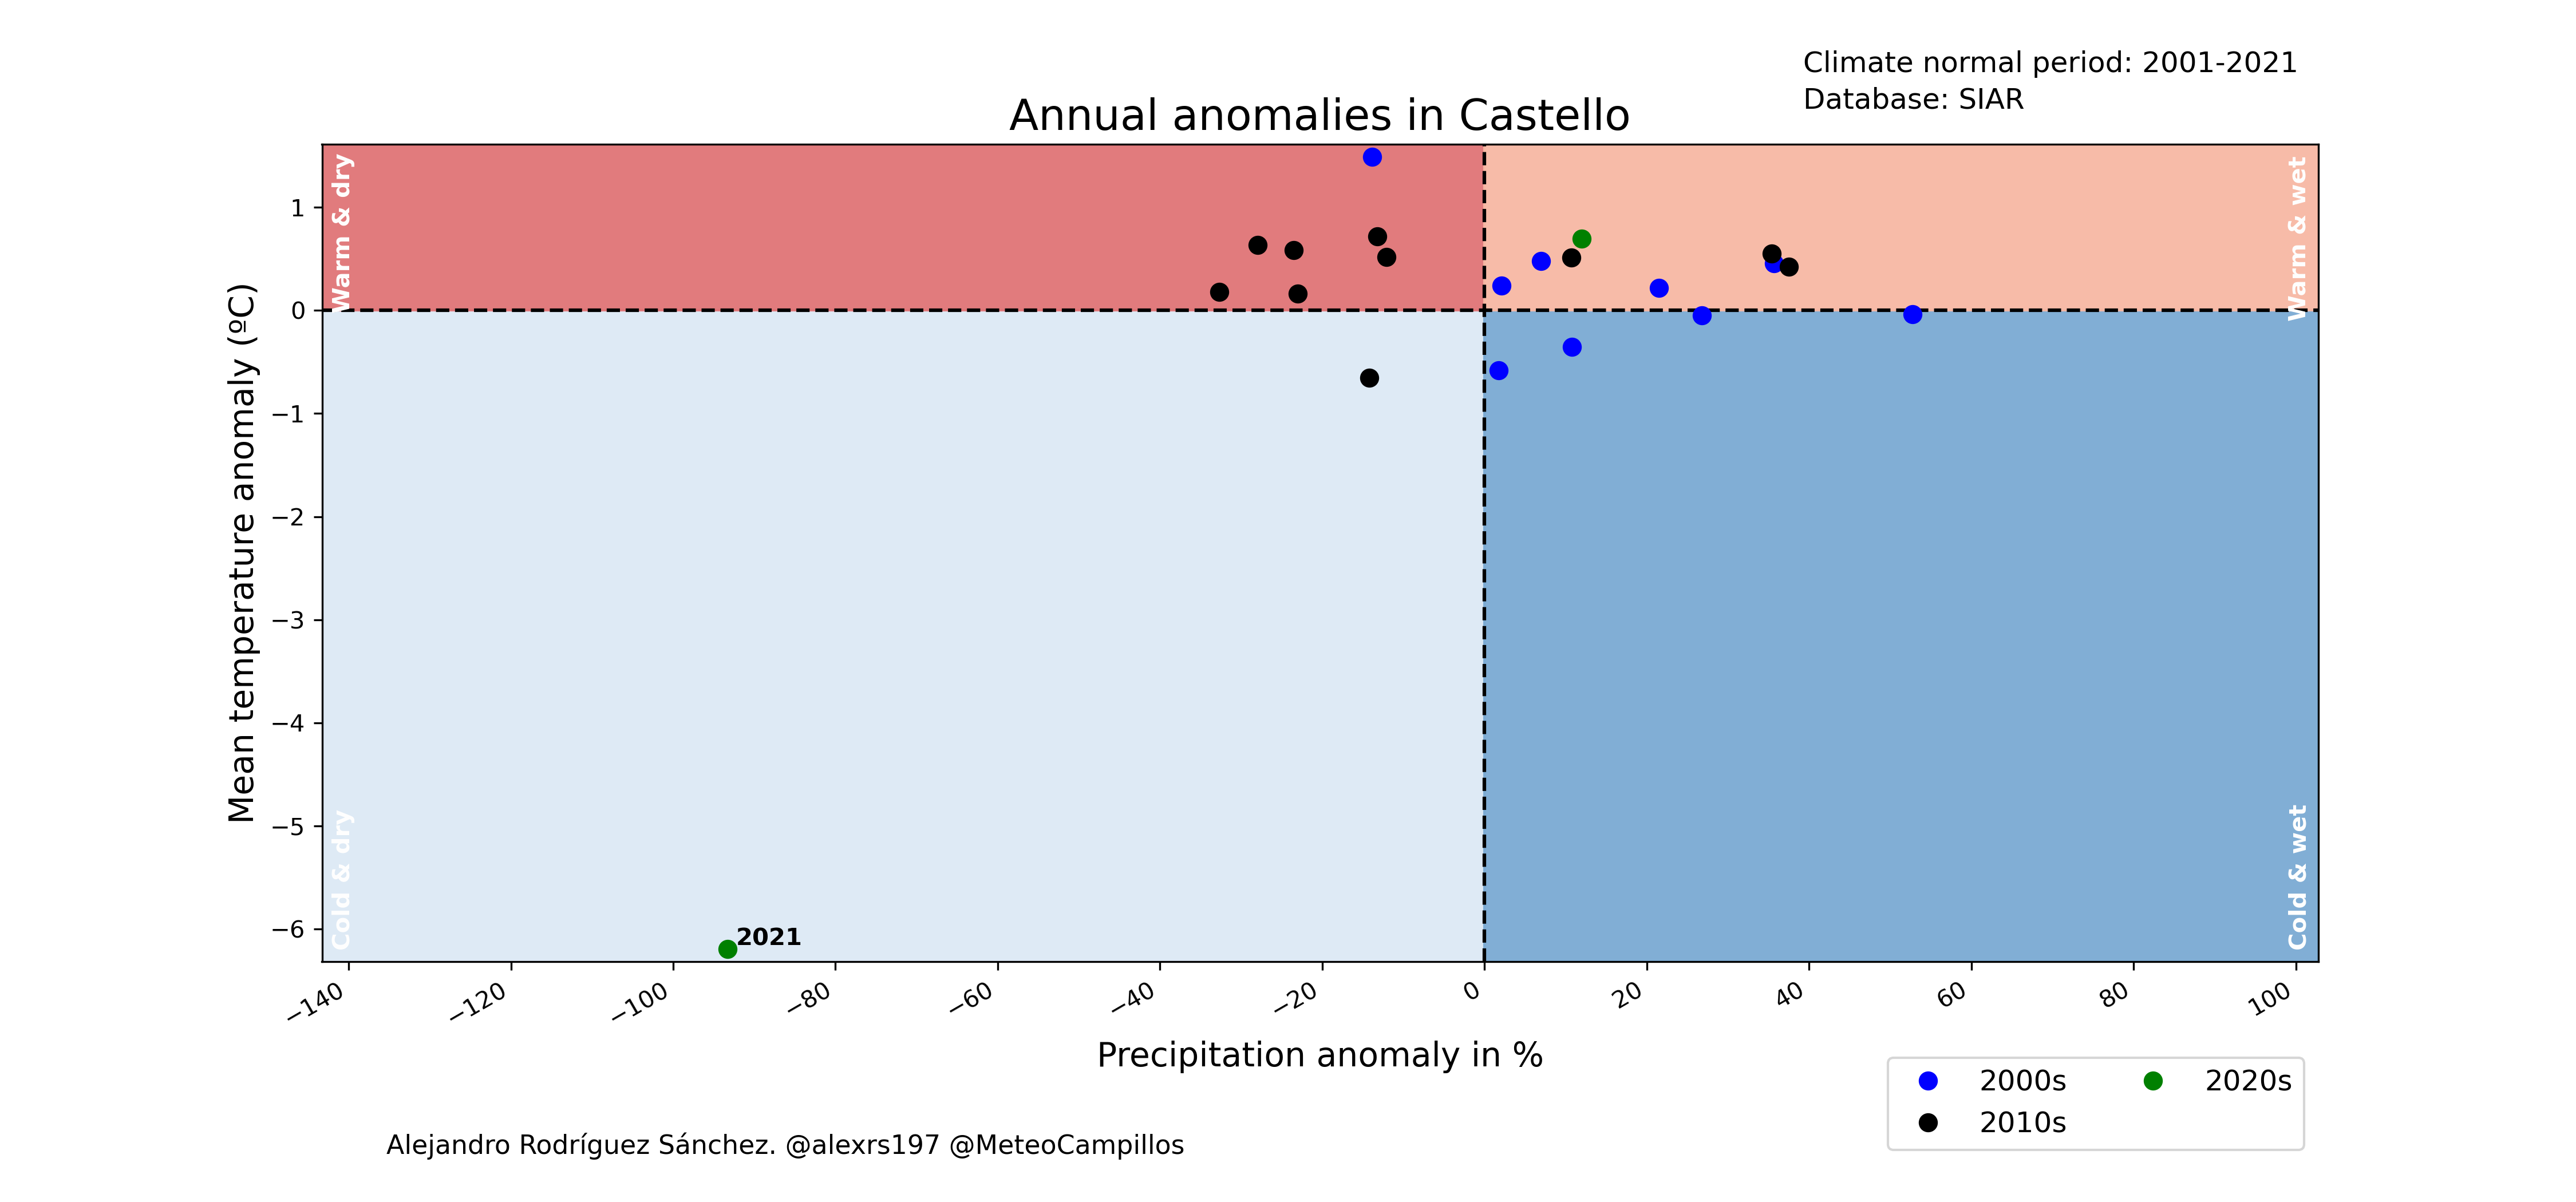 Climate normal period: 2001-2021
Database: SIAR
Annual anomalies in Castello
Warm & dry
Warm & wet
Cold & dry
Cold & wet
Mean temperature anomaly (ºC)
1
0
−1
−2
−3
−4
−5
−6
2021
−140
−120
−100
−80
−60
−40
−20
0
20
40
60
80
100
Precipitation anomaly in %
2000s
2010s
2020s
Alejandro Rodríguez Sánchez. @alexrs197 @MeteoCampillos